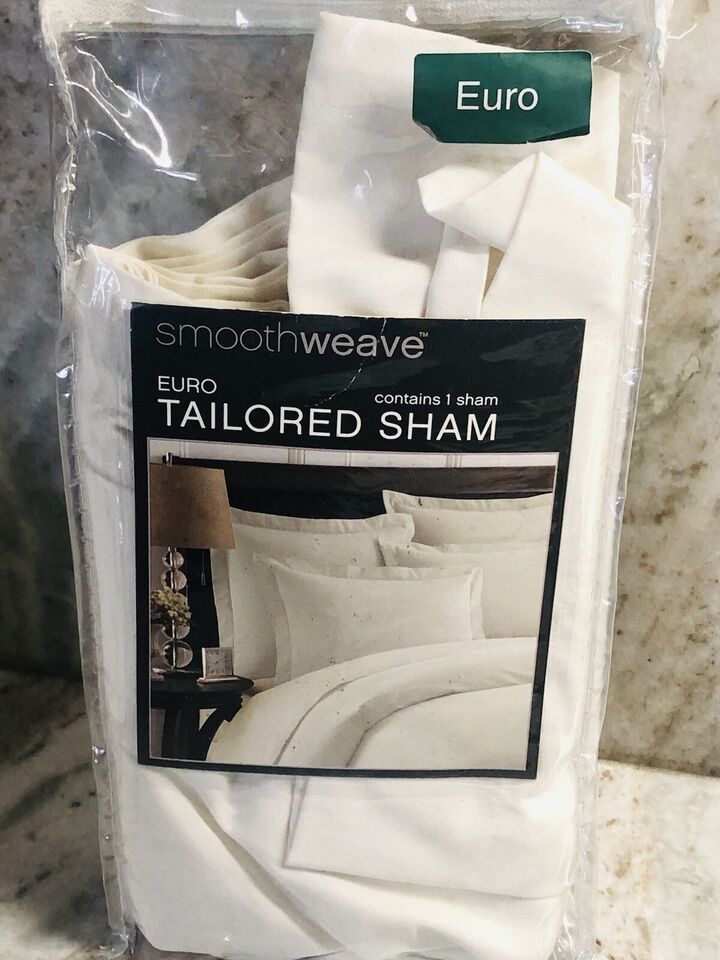 Euro
smoothweave™
EURO
contains 1 sham
TAILORED SHAM